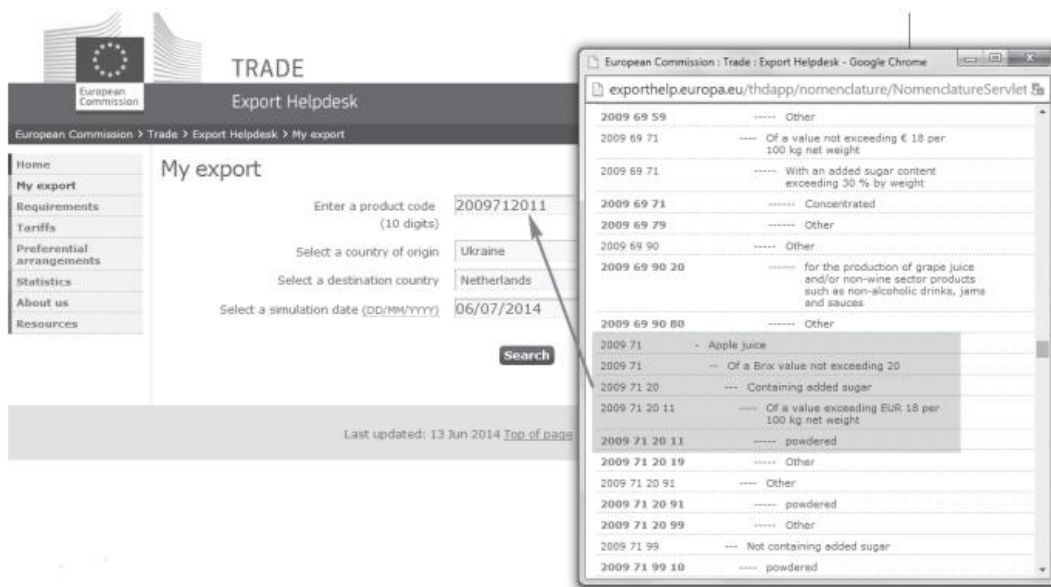 European
Commission
TRADE
Export Helpdesk
European Commission > Trade > Export Helpdesk > My export
Home
My export
Requirements
Tariffs
Preferential
arrangements
Statistics
About us
Resources
My export
Enter a product code
(10 digits)
2009712011
Select a country of origin
Ukraine
Select a destination country
Netherlands
Select a simulation date (DD/MM/YYYY)
06/07/2014
Search
Last updated: 13 Jun 2014 Top of page
European Commission : Trade : Export Helpdesk - Google Chrome
exporthelp.europa.eu/thdapp/nomenclature/NomenclatureServlet
2009 69 59 ----- Other
2009 69 71 ---- Of a value not exceeding € 18 per
100 kg net weight
2009 69 71 ----- With an added sugar content
exceeding 30 % by weight
2009 69 71 ------ Concentrated
2009 69 79 ------ Other
2009 69 90 ----- Other
2009 69 90 20 ------ for the production of grape juice
and/or non-wine sector products
such as non-alcoholic drinks, jams
and sauces
2009 69 90 80 ------ Other
2009 71 - Apple juice
2009 71 -- Of a Brix value not exceeding 20
2009 71 20 --- Containing added sugar
2009 71 20 11 ---- Of a value exceeding EUR 18 per
100 kg net weight
2009 71 20 11 ----- powdered
2009 71 20 19 ----- Other
2009 71 20 91 ---- Other
2009 71 20 91 ----- powdered
2009 71 20 99 ----- Other
2009 71 99 --- Not containing added sugar
2009 71 99 10 ---- powdered